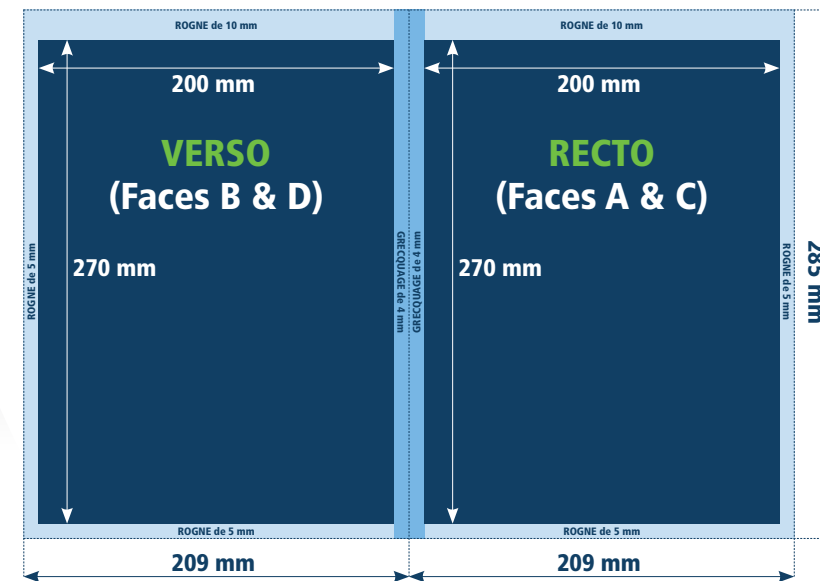 ROGNE de 10 mm
200 mm
VERSO
(Faces B & D)
270 mm
ROGNE de 5 mm
GRECQUAGE de 4 mm
ROGNE de 5 mm
209 mm
ROGNE de 10 mm
200 mm
RECTO
(Faces A & C)
270 mm
GRECQUAGE de 4 mm
ROGNE de 5 mm
285 mm
ROGNE de 5 mm
209 mm